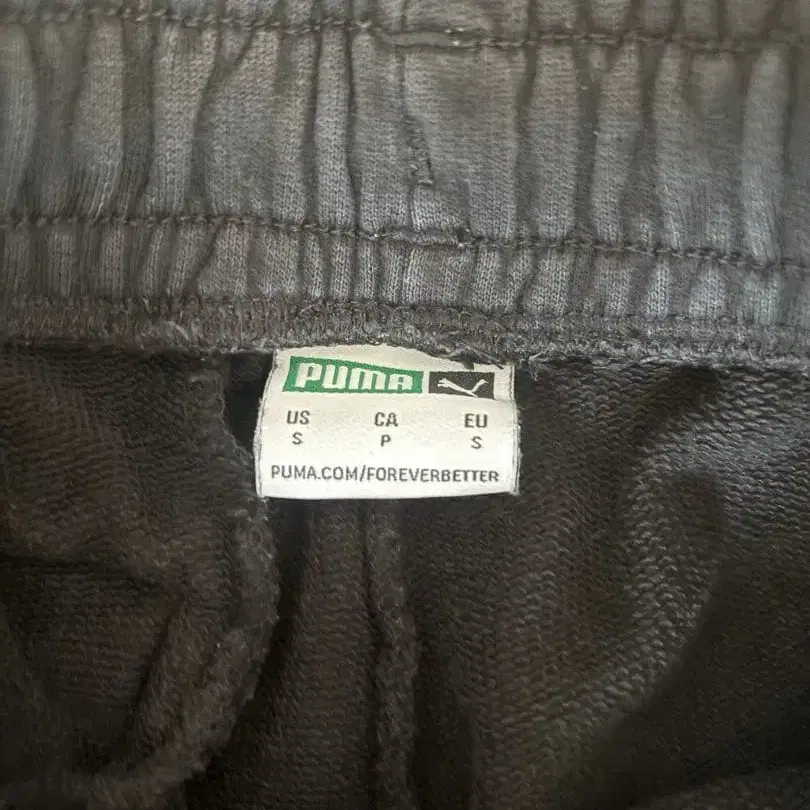 PUMA
US CA EU
S P S
PUMA.COM/FOREVERBETTER